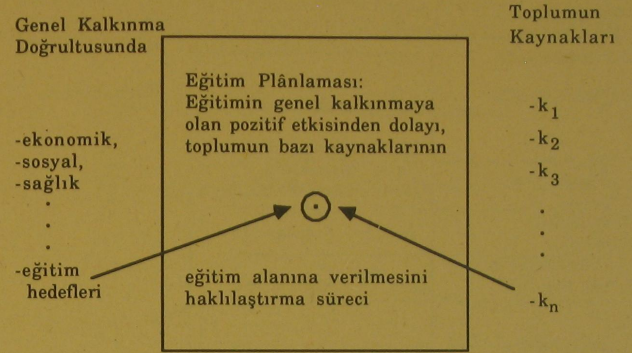 Genel Kalkınma
Doğrultusunda
-ekonomik,
-sosyal,
-sağlık
.
.
.
-eğitim
hedefleri
Eğitim Plânlaması:
Eğitimin genel kalkınmaya
olan pozitif etkisinden dolayı,
toplumun bazı kaynaklarının
eğitim alanına verilmesini
haklılaştırma süreci
Toplumun
Kaynakları
-k₁
-k₂
-k₃
.
.
.
-kₙ